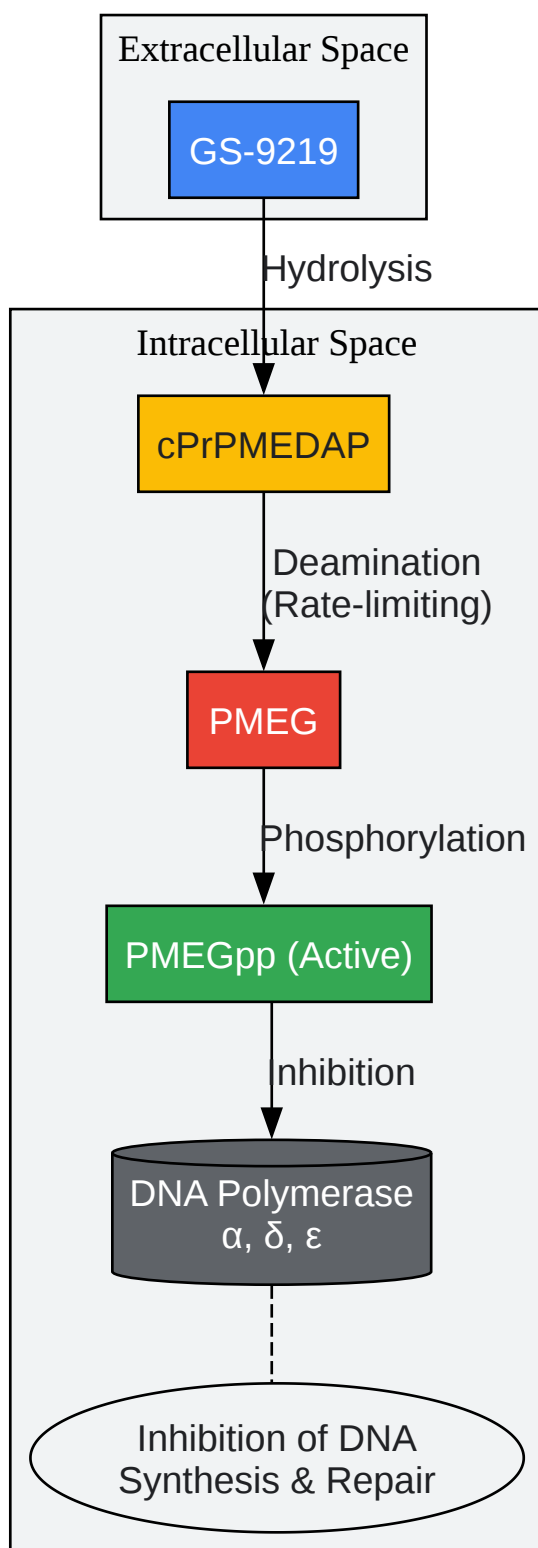 Extracellular Space
GS-9219
Hydrolysis
Intracellular Space
cPrPMEDAP
Deamination
(Rate-limiting)
PMEG
Phosphorylation
PMEGpp (Active)
Inhibition
DNA Polymerase
α, δ, ε
Inhibition of DNA
Synthesis & Repair